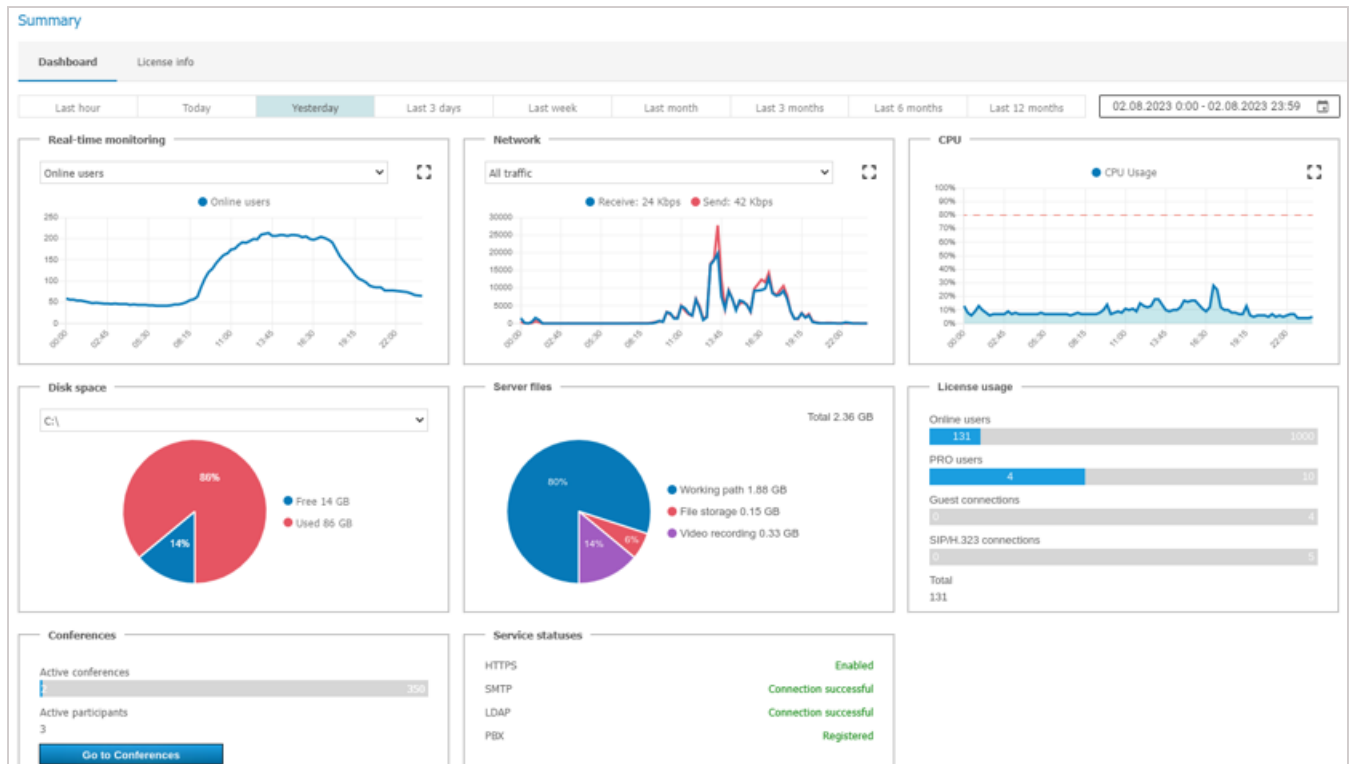 Summary
Dashboard
License info
Last hour
Today
Yesterday
Last 3 days
Last week
Last month
Last 3 months
Last 6 months
Last 12 months
02.08.2023 0:00 - 02.08.2023 23:59
Real-time monitoring
Online users
Online users
250
200
150
100
50
0
00:00
02:45
05:30
08:15
11:00
13:45
16:30
19:15
22:00
Network
All traffic
Receive: 24 Kbps
Send: 42 Kbps
30000
25000
20000
15000
10000
5000
0
00:00
02:45
05:30
08:15
11:00
13:45
16:30
19:15
22:00
CPU
CPU Usage
100%
90%
80%
70%
60%
50%
40%
30%
20%
10%
0%
00:00
02:45
05:30
08:15
11:00
13:45
16:30
19:15
22:00
Disk space
C:\
86%
14%
Free 14 GB
Used 86 GB
Server files
Total 2.36 GB
80%
14%
6%
Working path 1.88 GB
File storage 0.15 GB
Video recording 0.33 GB
License usage
Online users
131 1000
PRO users
4 10
Guest connections
0 4
SIP/H.323 connections
0 5
Total
131
Conferences
Active conferences
2 350
Active participants
3
Go to Conferences
Service statuses
HTTPS Enabled
SMTP Connection successful
LDAP Connection successful
PBX Registered